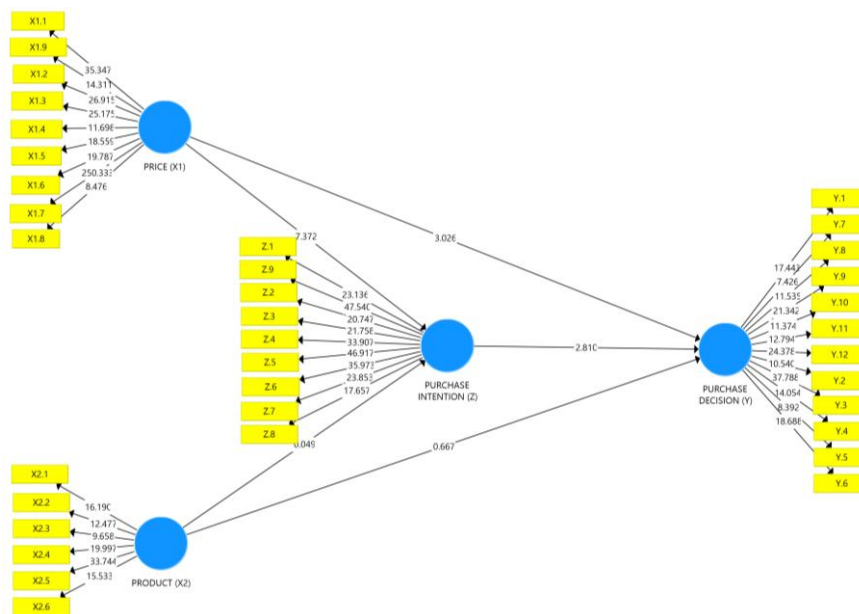 X1.1
X1.9
X1.2
X1.3
X1.4
X1.5
X1.6
X1.7
X1.8
35.347
14.311
26.915
25.175
11.698
18.559
19.787
250.333
8.476
PRICE (X1)
7.372
3.026
Z.1
Z.9
Z.2
Z.3
Z.4
Z.5
Z.6
Z.7
Z.8
23.136
47.540
20.747
21.758
33.907
46.917
35.973
23.853
17.657
PURCHASE
INTENTION (Z)
2.810
0.667
X2.1
X2.2
X2.3
X2.4
X2.5
X2.6
16.190
12.477
9.658
19.997
33.744
15.533
PRODUCT (X2)
Y.1
Y.7
Y.8
Y.9
Y.10
Y.11
Y.12
Y.2
Y.3
Y.4
Y.5
Y.6
7.426
11.535
21.342
11.374
12.794
24.378
10.540
37.788
14.054
8.392
18.688
PURCHASE
DECISION (Y)